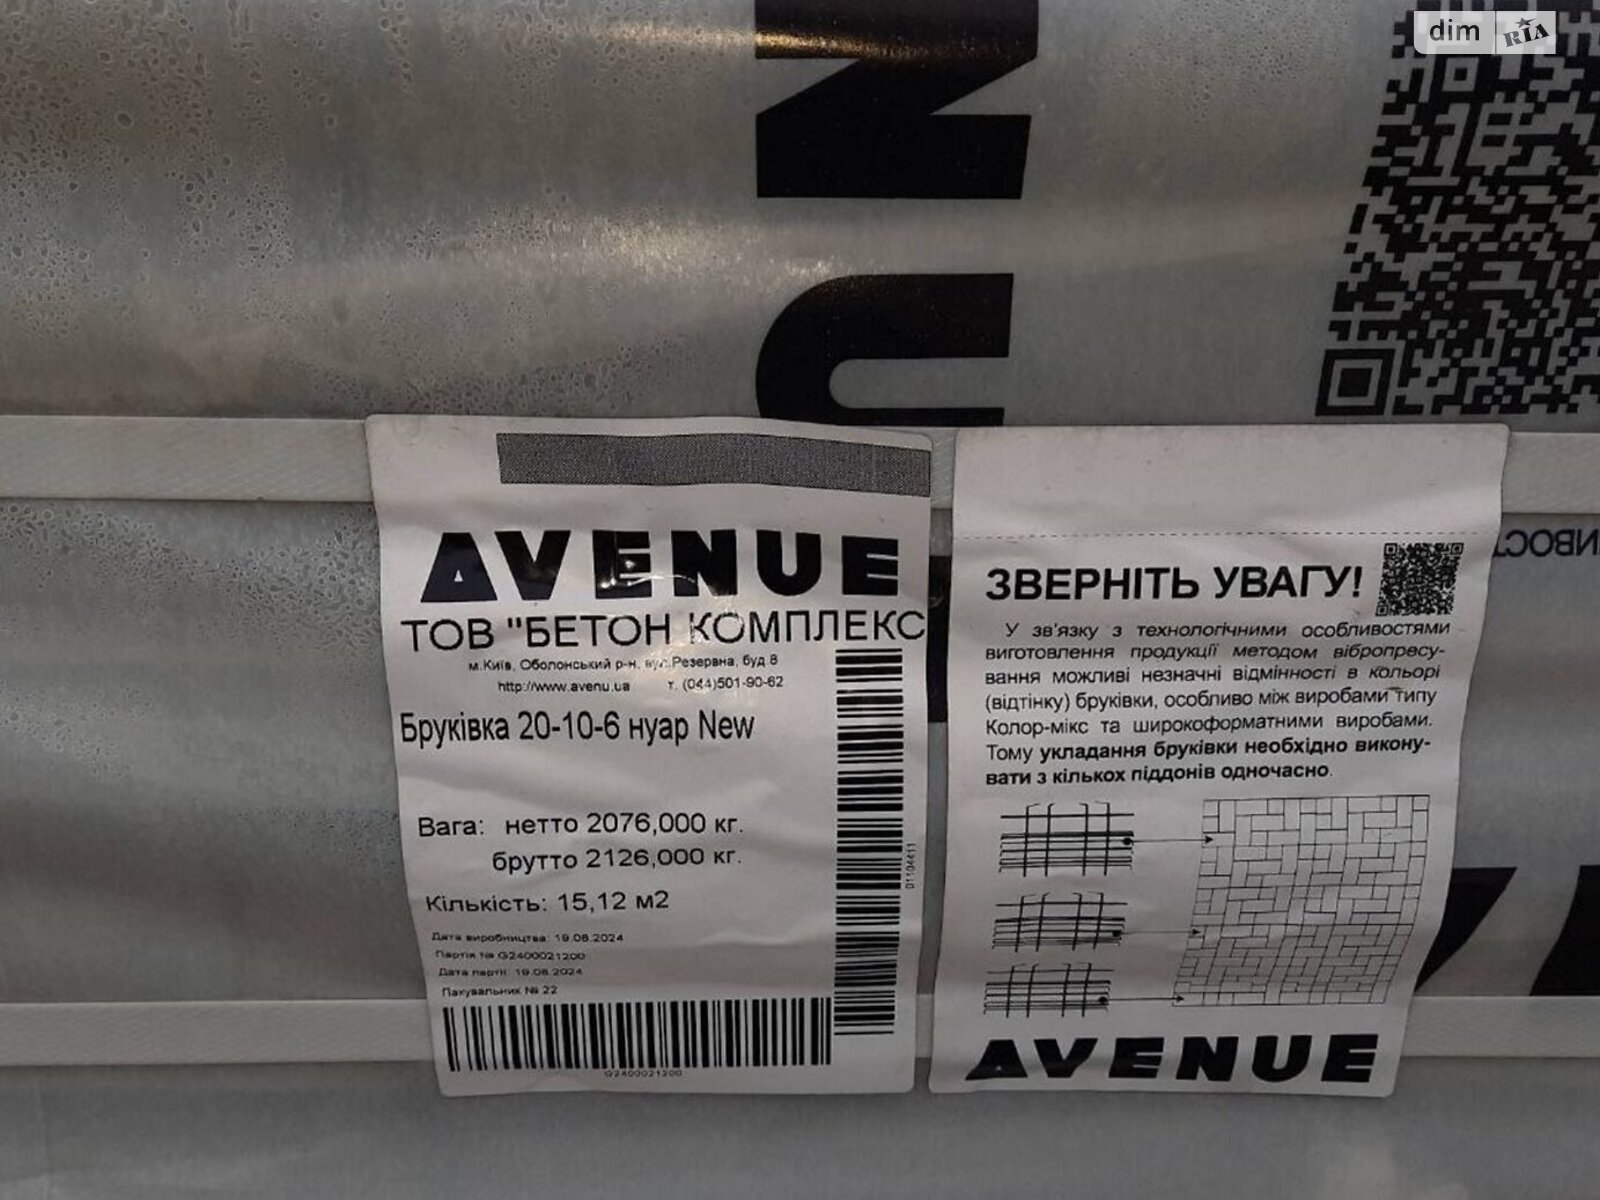 dim RIA
NU
AVENUE
ТОВ "БЕТОН КОМПЛЕКС
м.Київ, Оболонський р-н, вул.Резервна, буд.8
http://www.avenu.ua т. (044)501-90-62
Бруківка 20-10-6 нуар New
Вага: нетто 2076,000 кг.
брутто 2126,000 кг.
Кількість: 15,12 м2
Дата виробництва: 19.08.2024
Партія № G2400021200
Дата партії: 19.08.2024
Пакувальник № 22
G2400021200
01104411
ЗВЕРНІТЬ УВАГУ!
У зв'язку з технологічними особливостями
виготовлення продукції методом вібропресу-
вання можливі незначні відмінності в кольорі
(відтінку) бруківки, особливо між виробами типу
Колор-мікс та широкоформатними виробами.
Тому укладання бруківки необхідно викону-
вати з кількох піддонів одночасно.
AVENUE